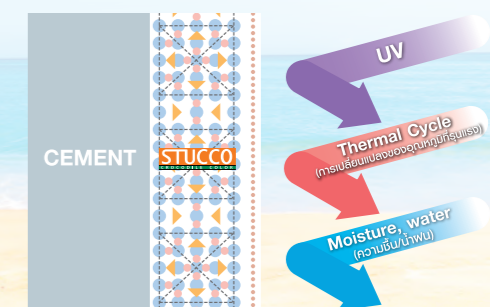 CEMENT
STUCCO
CROCODILE COLOR
UV
Thermal Cycle
(การเปลี่ยนแปลงของอุณหภูมิที่รุนแรง)
Moisture, water
(ความชื้น/น้ำฝน)